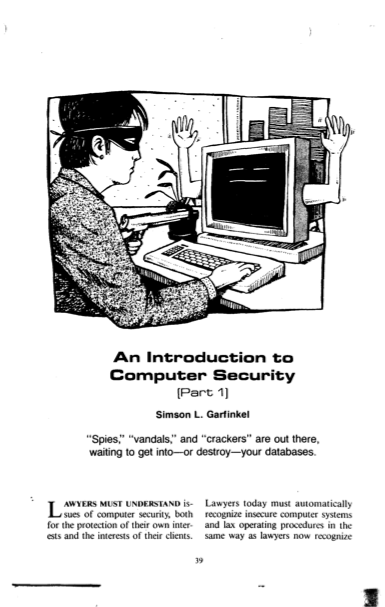 An Introduction to
Computer Security
[Part 1]
Simson L. Garfinkel
"Spies," "vandals," and "crackers" are out there,
waiting to get into—or destroy—your databases.
LAWYERS MUST UNDERSTAND is-
sues of computer security, both
for the protection of their own inter-
ests and the interests of their clients.
Lawyers today must automatically
recognize insecure computer systems
and lax operating procedures in the
same way as lawyers now recognize
39